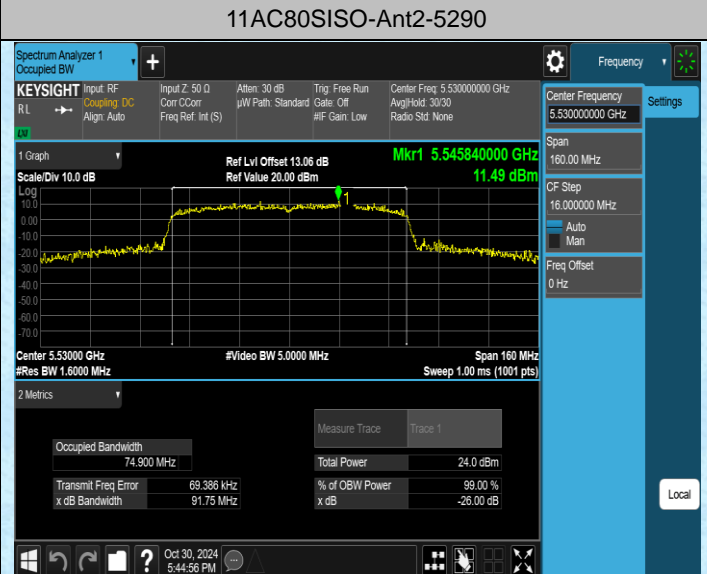 11AC80SISO-Ant2-5290
Spectrum Analyzer 1
Occupied BW
Frequency
KEYSIGHT
RL
Input: RF
Coupling: DC
Align: Auto
Input Z: 50 Ω
Corr CCorr
Freq Ref: Int (S)
Atten: 30 dB
µW Path: Standard
Trig: Free Run
Gate: Off
#IF Gain: Low
Center Freq: 5.530000000 GHz
Avg|Hold: 30/30
Radio Std: None
Center Frequency
5.530000000 GHz
Settings
Span
160.00 MHz
CF Step
16.000000 MHz
Auto
Man
Freq Offset
0 Hz
1 Graph
Scale/Div 10.0 dB
Ref Lvl Offset 13.06 dB
Ref Value 20.00 dBm
Mkr1 5.545840000 GHz
11.49 dBm
Log
10.0
0.00
-10.0
-20.0
-30.0
-40.0
-50.0
-60.0
-70.0
1
Center 5.53000 GHz
#Res BW 1.6000 MHz
#Video BW 5.0000 MHz
Span 160 MHz
Sweep 1.00 ms (1001 pts)
2 Metrics
Measure Trace Trace 1
Occupied Bandwidth
74.900 MHz
Total Power 24.0 dBm
Transmit Freq Error 69.386 kHz
% of OBW Power 99.00 %
x dB Bandwidth 91.75 MHz
x dB -26.00 dB
Local
Oct 30, 2024
5:44:56 PM